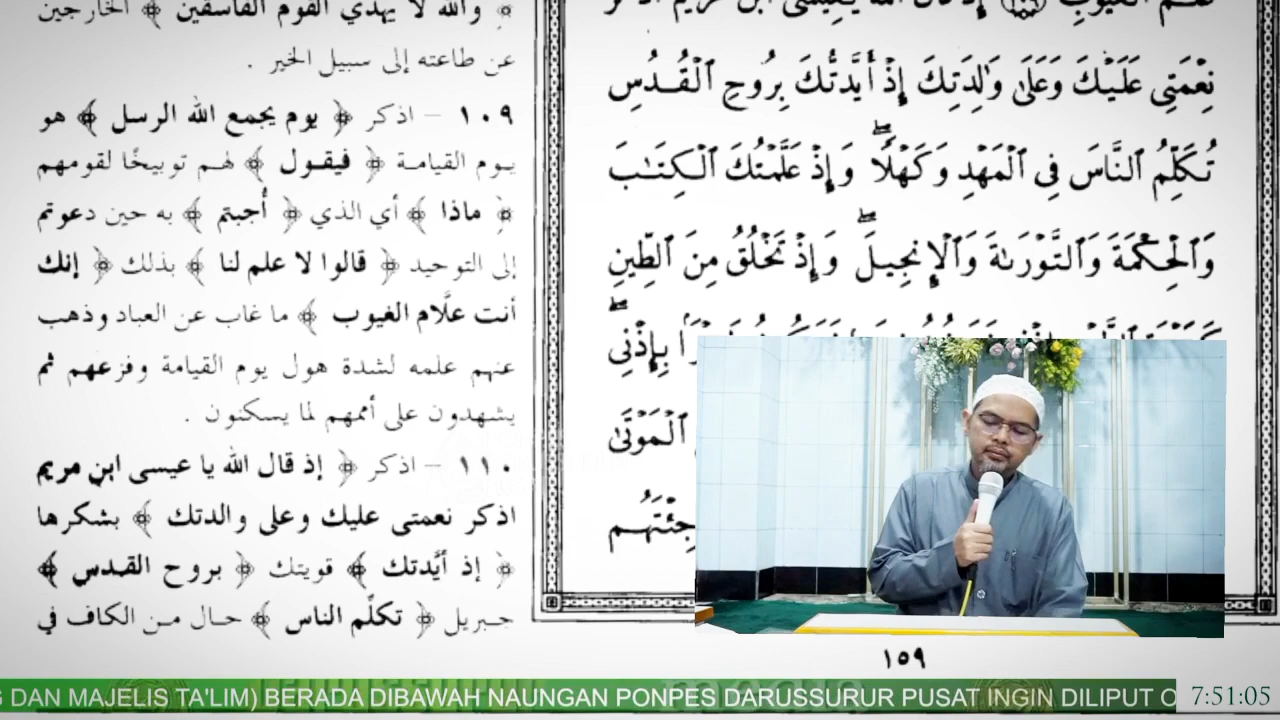 نِعْمَتِى عَلَيْكَ وَعَلَىٰ وَٰلِدَتِكَ إِذْ أَيَّدتُّكَ بِرُوحِ ٱلْقُدُسِ
تُكَلِّمُ ٱلنَّاسَ فِى ٱلْمَهْدِ وَكَهْلًا ۖ وَإِذْ عَلَّمْتُكَ ٱلْكِتَٰبَ
وَٱلْحِكْمَةَ وَٱلتَّوْرَىٰةَ وَٱلْإِنجِيلَ ۖ وَإِذْ تَخْلُقُ مِنَ ٱلطِّينِ
بِإِذْنِى ۖ
ٱلْمَوْتَىٰ
جِئْتَهُم
١٥٩
﴿ والله لا يهدي القوم الفاسقين ﴾ الخارجين
عن طاعته إلى سبيل الخير .
١٠٩ – اذكر ﴿ يوم يجمع الله الرسل ﴾ هو
يوم القيامة ﴿ فيقول ﴾ لهم توبيخًا لقومهم
﴿ ماذا ﴾ أي الذي ﴿ أُجبتم ﴾ به حين دعوتم
إلى التوحيد ﴿ قالوا لا علم لنا ﴾ بذلك ﴿ إنك
أنت علَّام الغيوب ﴾ ما غاب عن العباد وذهب
عنهم علمه لشدة هول يوم القيامة وفزعهم ثم
يشهدون على أممهم لما يسكنون .
١١٠ – اذكر ﴿ إذ قال الله يا عيسى ابن مريم
اذكر نعمتي عليك وعلى والدتك ﴾ بشكرها
﴿ إذ أيَّدتك ﴾ قويتك ﴿ بروح القدس ﴾
جبريل ﴿ تكلّم الناس ﴾ حال من الكاف في
DAN MAJELIS TA'LIM) BERADA DIBAWAH NAUNGAN PONPES DARUSSURUR PUSAT INGIN DILIPUT
7:51:05